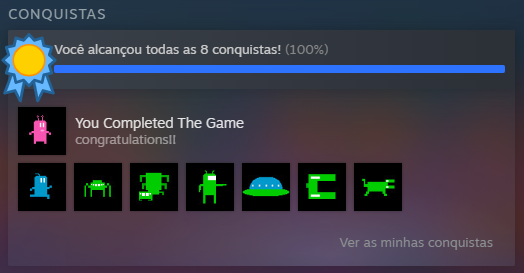 CONQUISTAS
Você alcançou todas as 8 conquistas! (100%)
You Completed The Game
congratulations!!
Ver as minhas conquistas